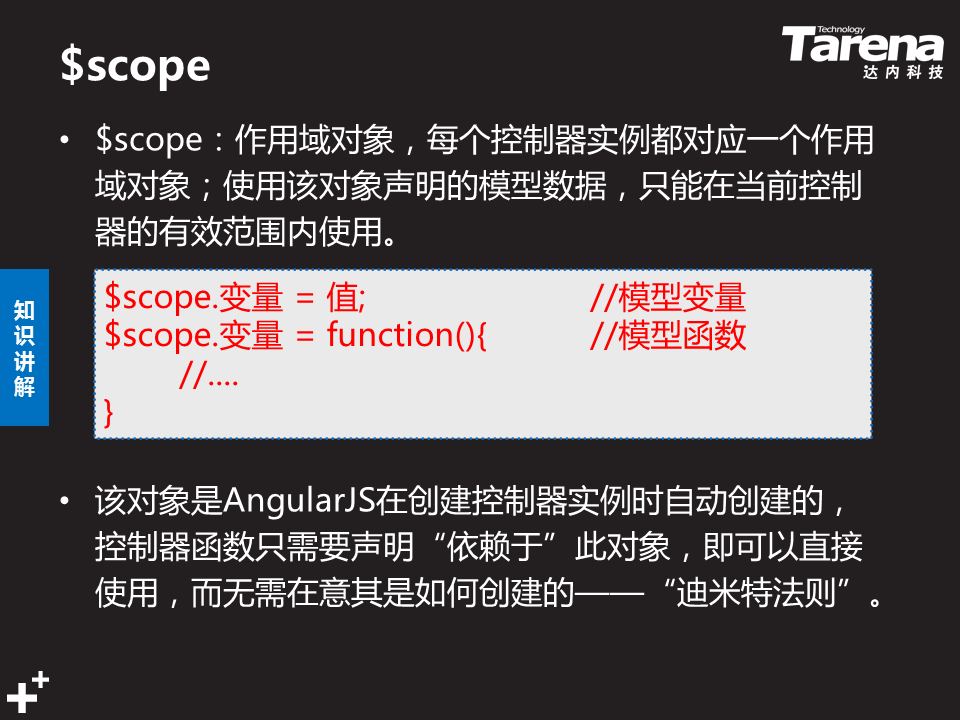 $scope
Technology
Tarena
达内科技
• $scope：作用域对象，每个控制器实例都对应一个作用
域对象；使用该对象声明的模型数据，只能在当前控制
器的有效范围内使用。
知
识
讲
解
$scope.变量 = 值; //模型变量
$scope.变量 = function(){ //模型函数
//....
}
• 该对象是AngularJS在创建控制器实例时自动创建的，
控制器函数只需要声明“依赖于”此对象，即可以直接
使用，而无需在意其是如何创建的——“迪米特法则”。